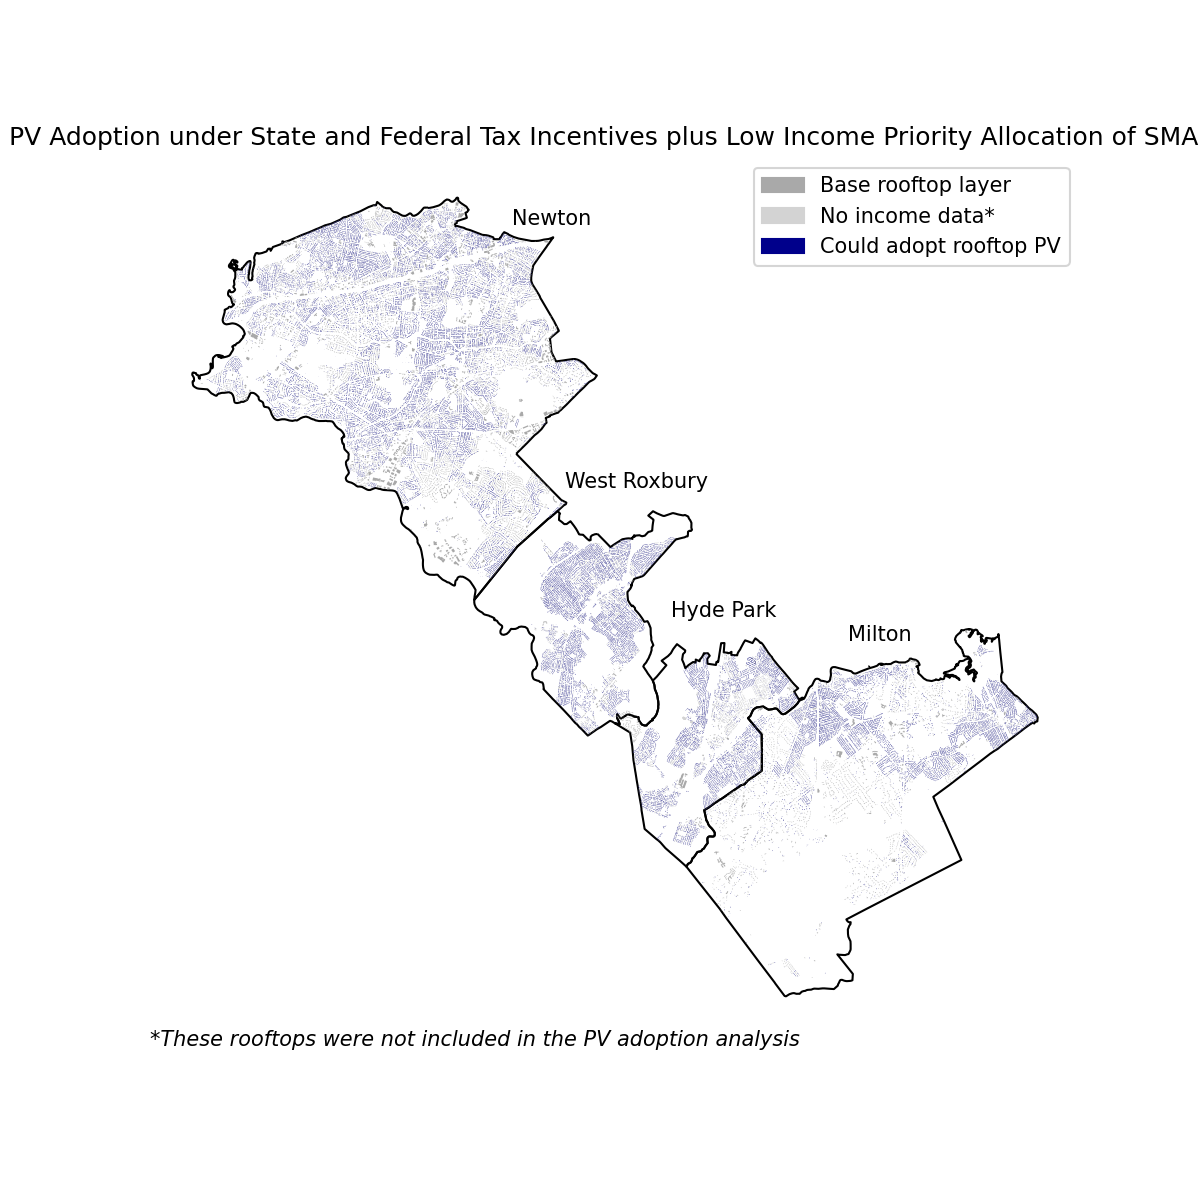 PV Adoption under State and Federal Tax Incentives plus Low Income Priority Allocation of SMA
Base rooftop layer
No income data*
Could adopt rooftop PV
Newton
West Roxbury
Hyde Park
Milton
*These rooftops were not included in the PV adoption analysis